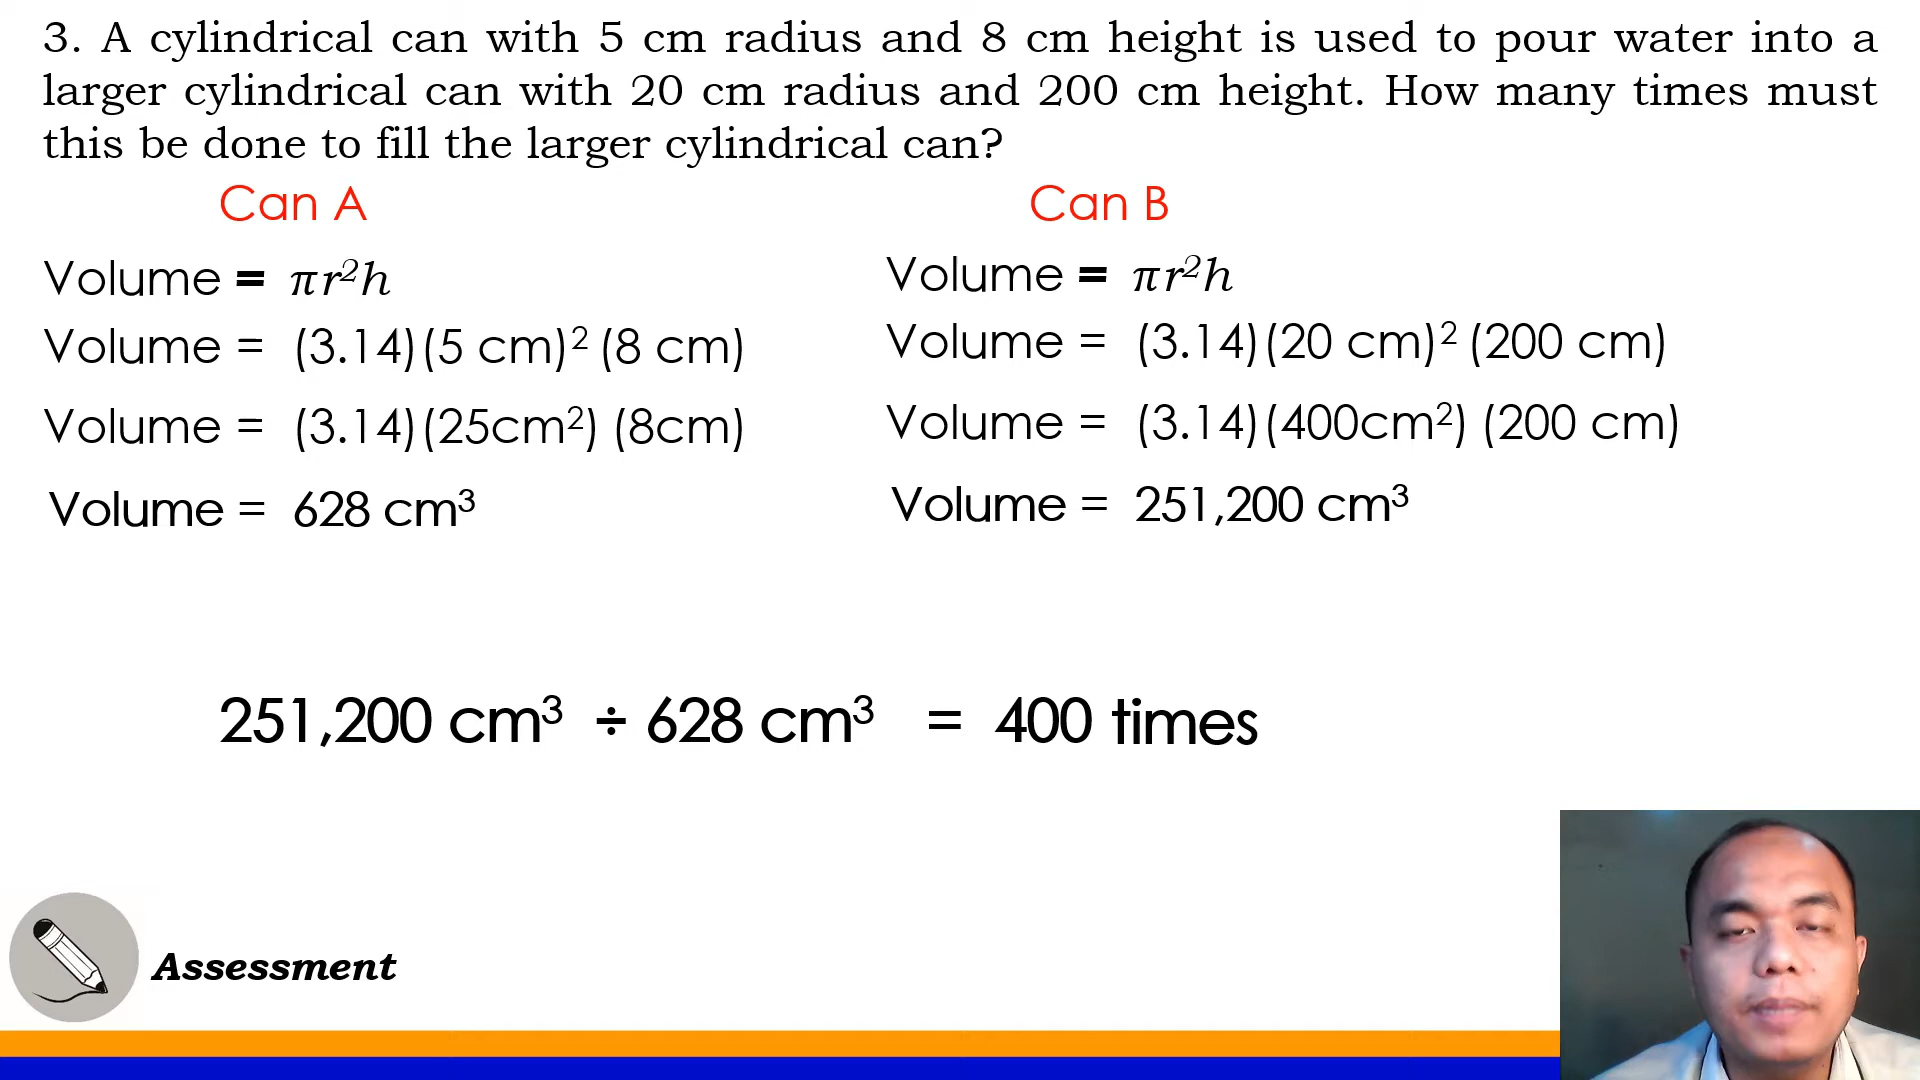 3. A cylindrical can with 5 cm radius and 8 cm height is used to pour water into a
larger cylindrical can with 20 cm radius and 200 cm height. How many times must
this be done to fill the larger cylindrical can?
Can A
Volume = πr²h
Volume = (3.14)(5 cm)² (8 cm)
Volume = (3.14)(25cm²) (8cm)
Volume = 628 cm³
Can B
Volume = πr²h
Volume = (3.14)(20 cm)² (200 cm)
Volume = (3.14)(400cm²) (200 cm)
Volume = 251,200 cm³
251,200 cm³ ÷ 628 cm³ = 400 times
Assessment